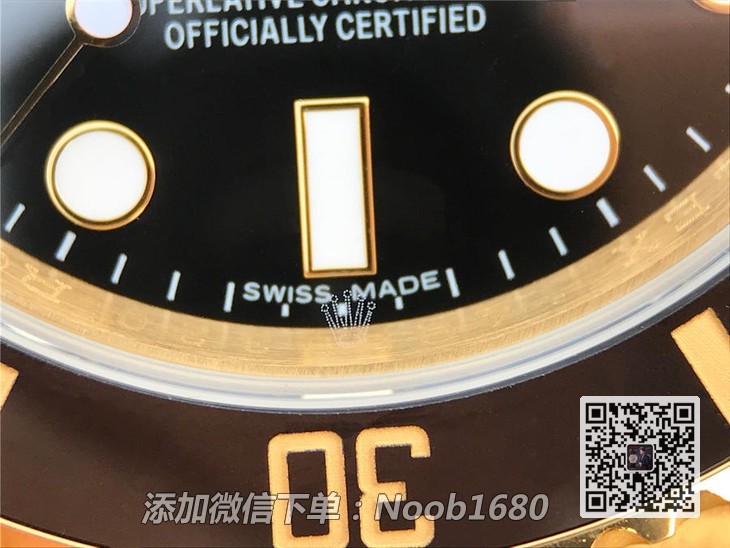 OFFICIALLY CERTIFIED
SWISS MADE
30
添加微信下单：Noob1680